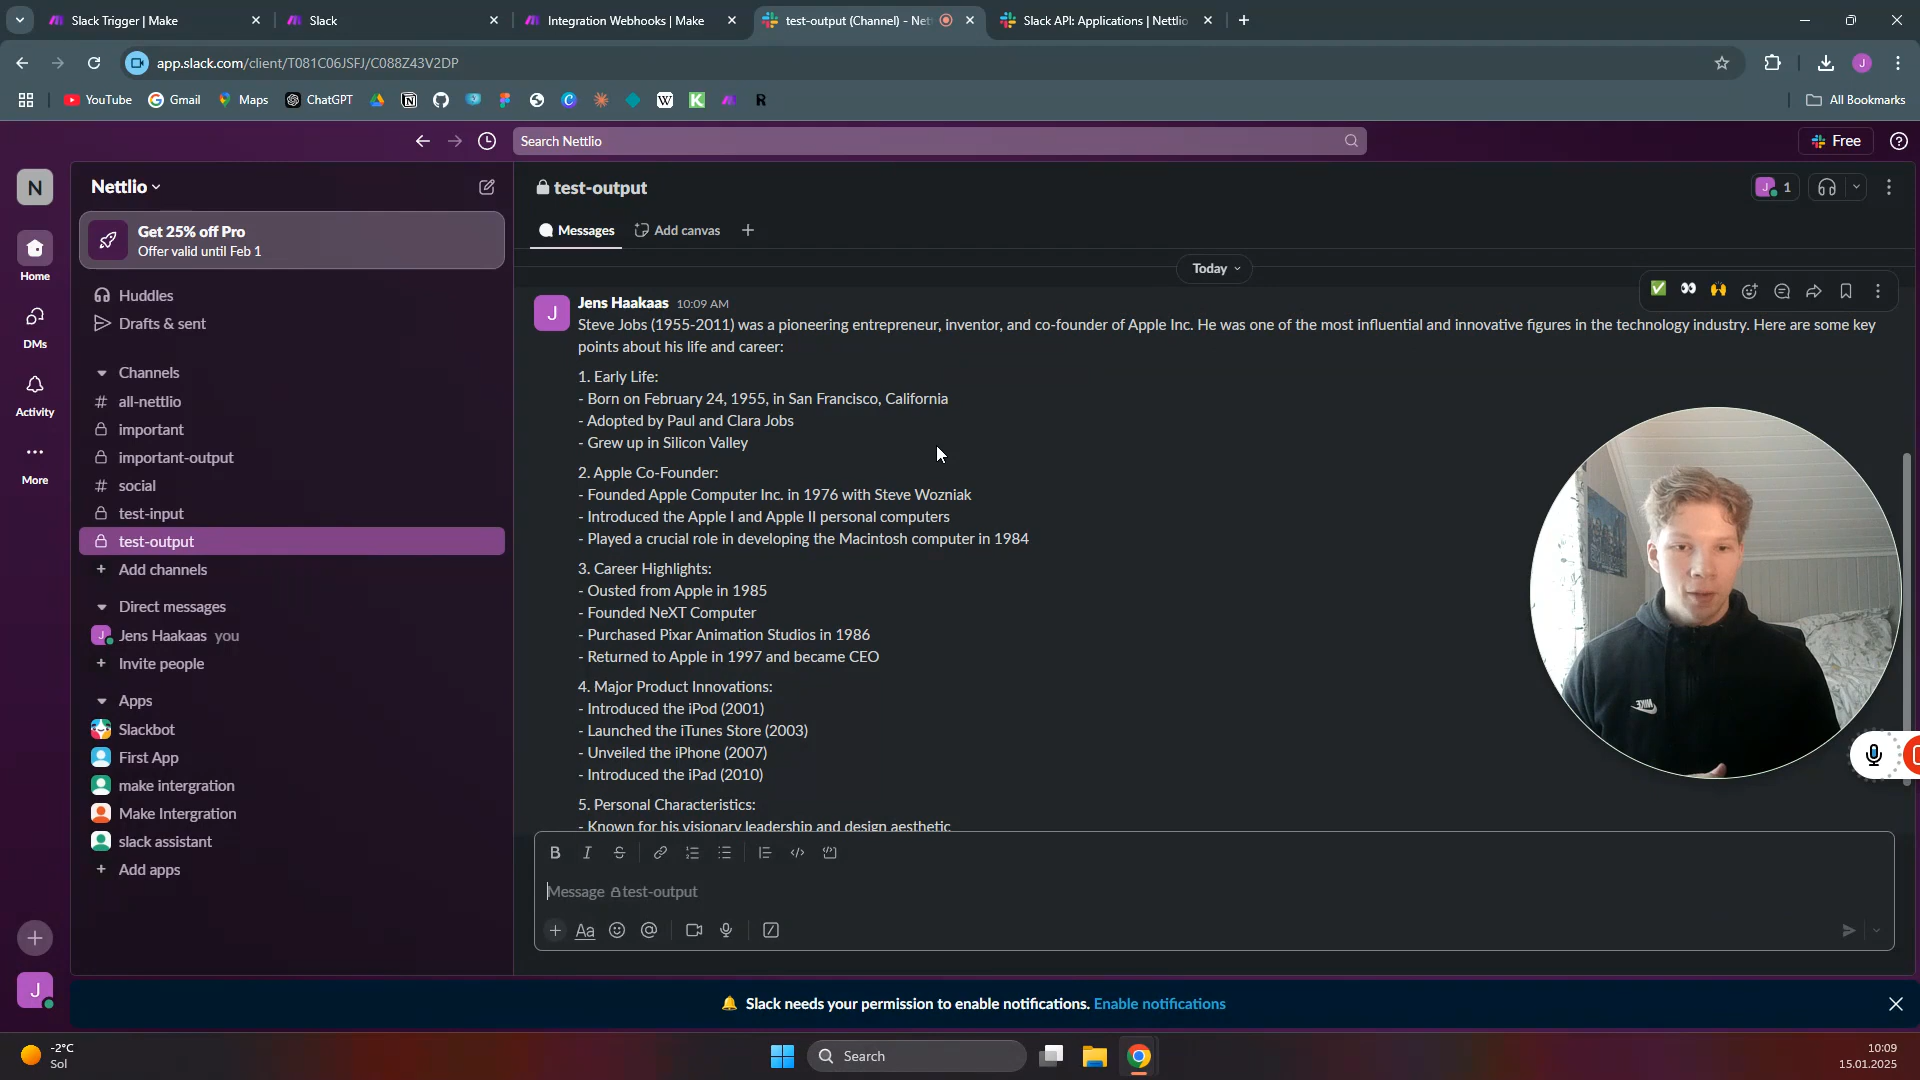 Slack Trigger | Make
Slack
Integration Webhooks | Make
test-output (Channel) - Net
Slack API: Applications | Nettlio
app.slack.com/client/T081C06JSFJ/C088Z43V2DP
J
YouTube
Gmail
Maps
ChatGPT
All Bookmarks
Search Nettlio
Free
N
Nettlio
test-output
J 1
Get 25% off Pro
Offer valid until Feb 1
Messages
Add canvas
Home
Huddles
Drafts & sent
DMs
Activity
More
Channels
all-nettlio
important
important-output
social
test-input
test-output
Add channels
Direct messages
Jens Haakaas you
Invite people
Apps
Slackbot
First App
make intergration
Make Intergration
slack assistant
Add apps
J
Today
J
Jens Haakaas 10:09 AM
Steve Jobs (1955-2011) was a pioneering entrepreneur, inventor, and co-founder of Apple Inc. He was one of the most influential and innovative figures in the technology industry. Here are some key
points about his life and career:
1. Early Life:
- Born on February 24, 1955, in San Francisco, California
- Adopted by Paul and Clara Jobs
- Grew up in Silicon Valley
2. Apple Co-Founder:
- Founded Apple Computer Inc. in 1976 with Steve Wozniak
- Introduced the Apple I and Apple II personal computers
- Played a crucial role in developing the Macintosh computer in 1984
3. Career Highlights:
- Ousted from Apple in 1985
- Founded NeXT Computer
- Purchased Pixar Animation Studios in 1986
- Returned to Apple in 1997 and became CEO
4. Major Product Innovations:
- Introduced the iPod (2001)
- Launched the iTunes Store (2003)
- Unveiled the iPhone (2007)
- Introduced the iPad (2010)
5. Personal Characteristics:
- Known for his visionary leadership and design aesthetic
B I S
Message test-output
Aa
Slack needs your permission to enable notifications. Enable notifications
-2°C
Sol
Search
10:09
15.01.2025
NIKE